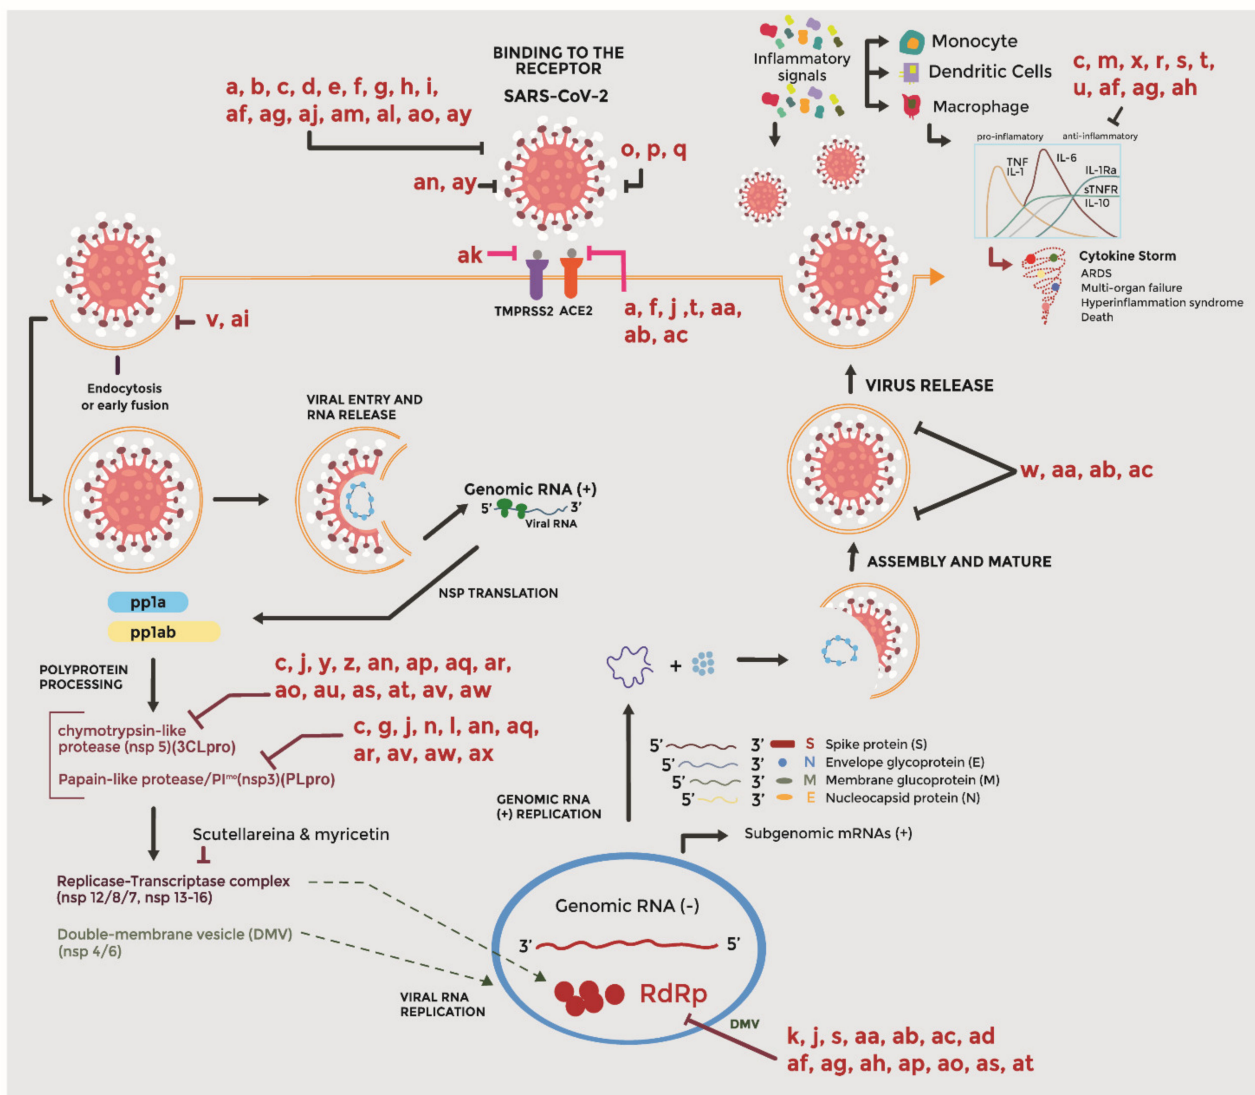 BINDING TO THE
RECEPTOR
SARS-CoV-2
a, b, c, d, e, f, g, h, i,
af, ag, aj, am, al, ao, ay
an, ay
o, p, q
ak
TMPRSS2 ACE2
a, f, j ,t, aa,
ab, ac
Inflammatory
signals
Monocyte
Dendritic Cells
Macrophage
c, m, x, r, s, t,
u, af, ag, ah
pro-inflamatory
anti-inflammatory
TNF
IL-1
IL-6
IL-1Ra
sTNFR
IL-10
Cytokine Storm
ARDS
Multi-organ failure
Hyperinflammation syndrome
Death
v, ai
Endocytosis
or early fusion
VIRAL ENTRY AND
RNA RELEASE
Genomic RNA (+)
5’ 3’
Viral RNA
NSP TRANSLATION
VIRUS RELEASE
w, aa, ab, ac
ASSEMBLY AND MATURE
+
pp1a
pp1ab
POLYPROTEIN
PROCESSING
c, j, y, z, an, ap, aq, ar,
ao, au, as, at, av, aw
chymotrypsin-like
protease (nsp 5)(3CLpro)
c, g, j, n, l, an, aq,
ar, av, aw, ax
Papain-like protease/PIᵐᵖ(nsp3)(PLpro)
Scutellareina & myricetin
Replicase-Transcriptase complex
(nsp 12/8/7, nsp 13-16)
Double-membrane vesicle (DMV)
(nsp 4/6)
GENOMIC RNA
(+) REPLICATION
5’ 3’ S Spike protein (S)
5’ 3’ N Envelope glycoprotein (E)
5’ 3’ M Membrane glucoprotein (M)
5’ 3’ E Nucleocapsid protein (N)
Subgenomic mRNAs (+)
Genomic RNA (-)
3’ 5’
RdRp
VIRAL RNA
REPLICATION
DMV
k, j, s, aa, ab, ac, ad
af, ag, ah, ap, ao, as, at